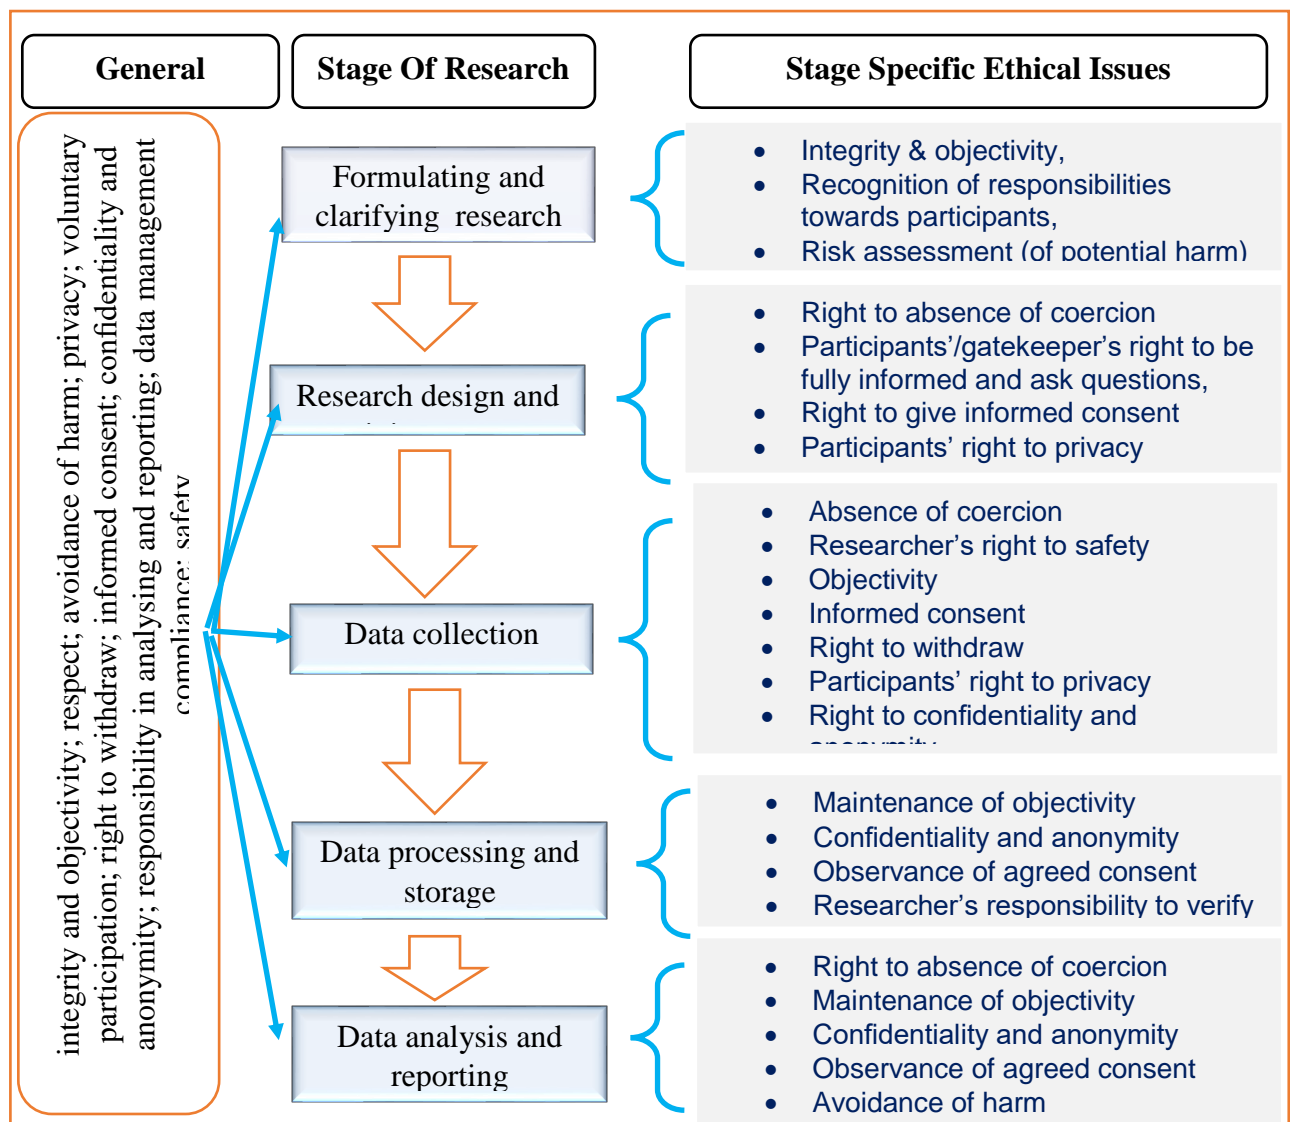 General
Stage Of Research
Stage Specific Ethical Issues
integrity and objectivity; respect; avoidance of harm; privacy; voluntary
participation; right to withdraw; informed consent; confidentiality and
anonymity; responsibility in analysing and reporting; data management
compliance; safety
Formulating and
clarifying research
• Integrity & objectivity,
• Recognition of responsibilities
towards participants,
• Risk assessment (of potential harm)
Research design and
• Right to absence of coercion
• Participants’/gatekeeper’s right to be
fully informed and ask questions,
• Right to give informed consent
• Participants’ right to privacy
Data collection
• Absence of coercion
• Researcher’s right to safety
• Objectivity
• Informed consent
• Right to withdraw
• Participants’ right to privacy
• Right to confidentiality and
anonymity
Data processing and
storage
• Maintenance of objectivity
• Confidentiality and anonymity
• Observance of agreed consent
• Researcher’s responsibility to verify
Data analysis and
reporting
• Right to absence of coercion
• Maintenance of objectivity
• Confidentiality and anonymity
• Observance of agreed consent
• Avoidance of harm